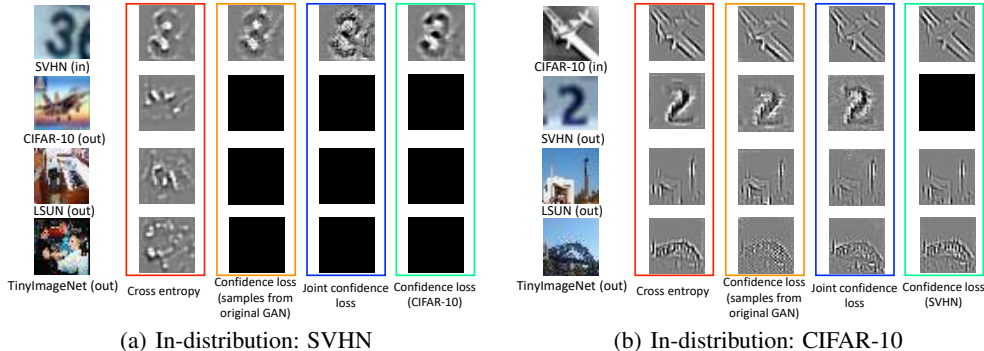 SVHN (in)
CIFAR-10 (out)
LSUN (out)
TinyImageNet (out)
Cross entropy
Confidence loss
(samples from
original GAN)
Joint confidence
loss
Confidence loss
(CIFAR-10)
(a) In-distribution: SVHN
CIFAR-10 (in)
2
SVHN (out)
LSUN (out)
TinyImageNet (out)
Cross entropy
Confidence loss
(samples from
original GAN)
Joint confidence
loss
Confidence loss
(SVHN)
(b) In-distribution: CIFAR-10